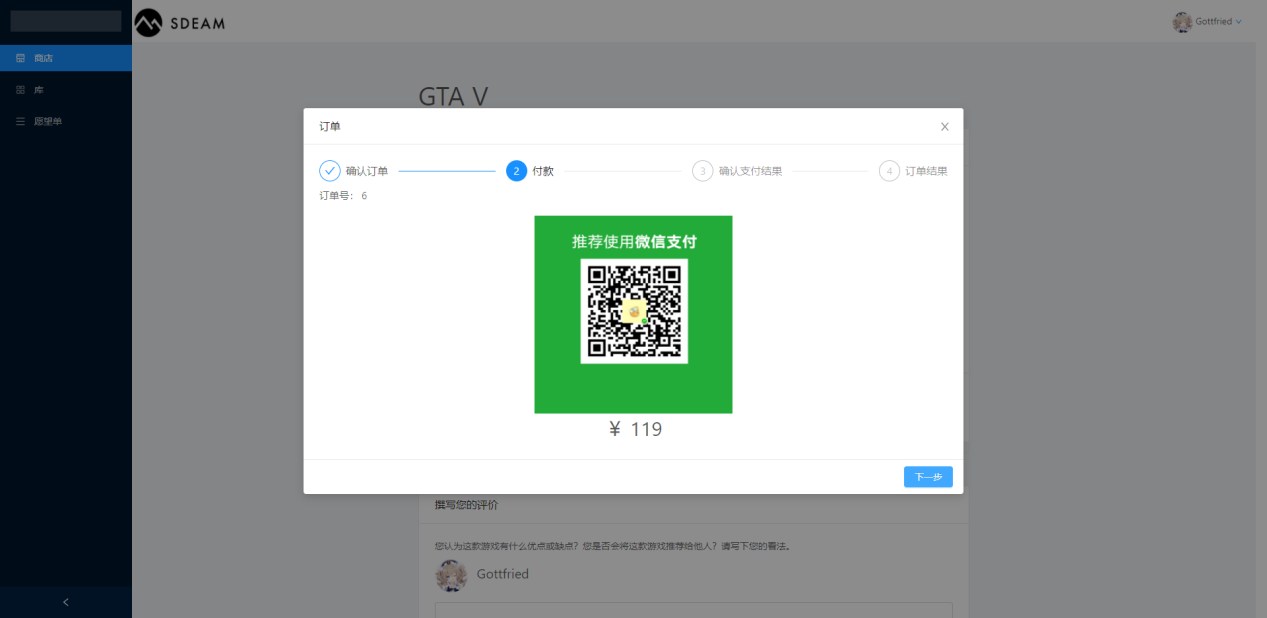 SDEAM
Gottfried
商店
库
愿望单
GTA V
订单
确认订单
2 付款
3 确认支付结果
4 订单结果
订单号: 6
推荐使用微信支付
¥ 119
下一步
撰写您的评价
您认为这款游戏有什么优点或缺点？您是否会将这款游戏推荐给他人？请写下您的看法。
Gottfried